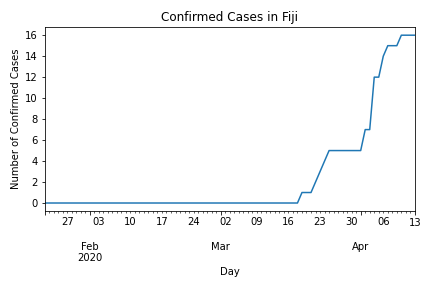 Confirmed Cases in Fiji
Number of Confirmed Cases
16
14
12
10
8
6
4
2
0
27 03 10 17 24 02 09 16 23 30 06 13
Feb Mar Apr
2020
Day